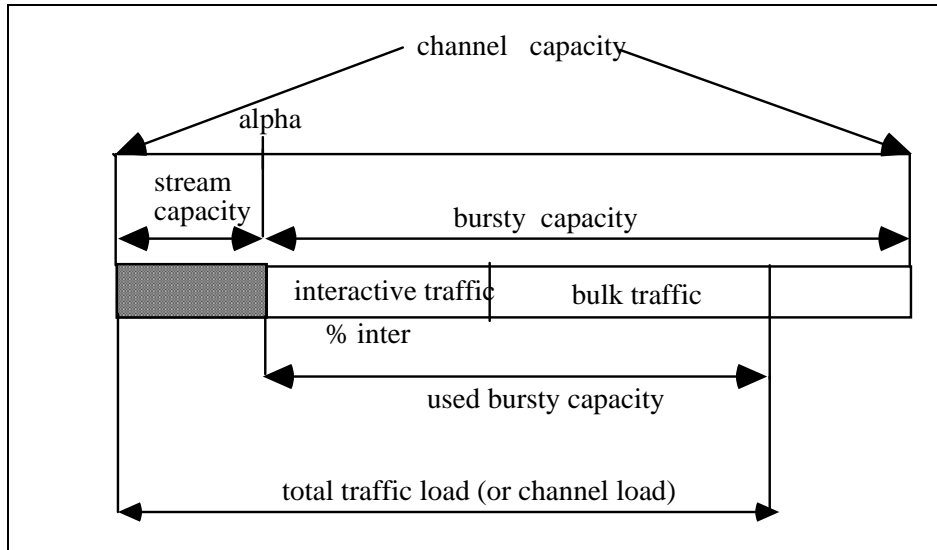 channel capacity
alpha
stream
capacity
bursty capacity
interactive traffic
bulk traffic
% inter
used bursty capacity
total traffic load (or channel load)